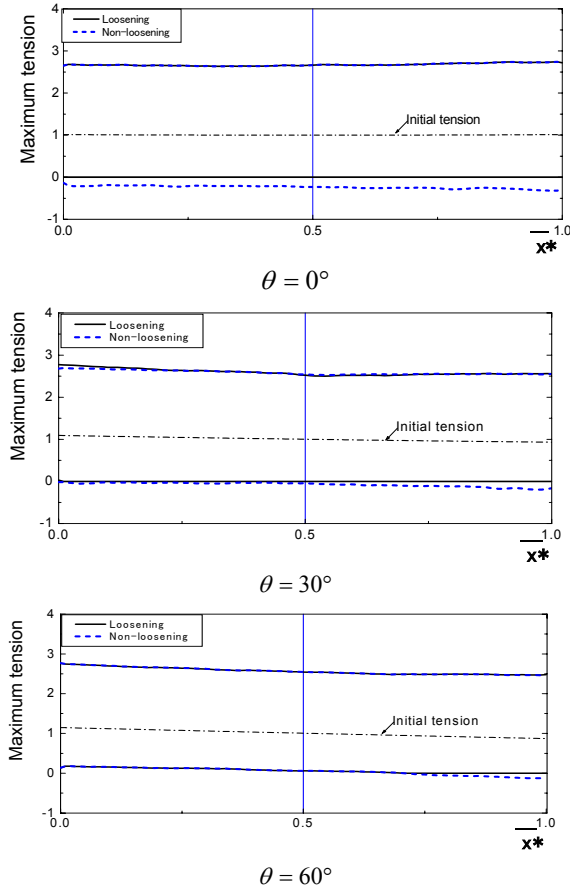 Maximum tension
4
3
2
1
0
-1
Loosening
Non-loosening
Initial tension
0.0
0.5
1.0
x*
θ = 0°
Maximum tension
4
3
2
1
0
-1
Loosening
Non-loosening
Initial tension
0.0
0.5
1.0
x*
θ = 30°
Maximum tension
4
3
2
1
0
-1
Loosening
Non-loosening
Initial tension
0.0
0.5
1.0
x*
θ = 60°